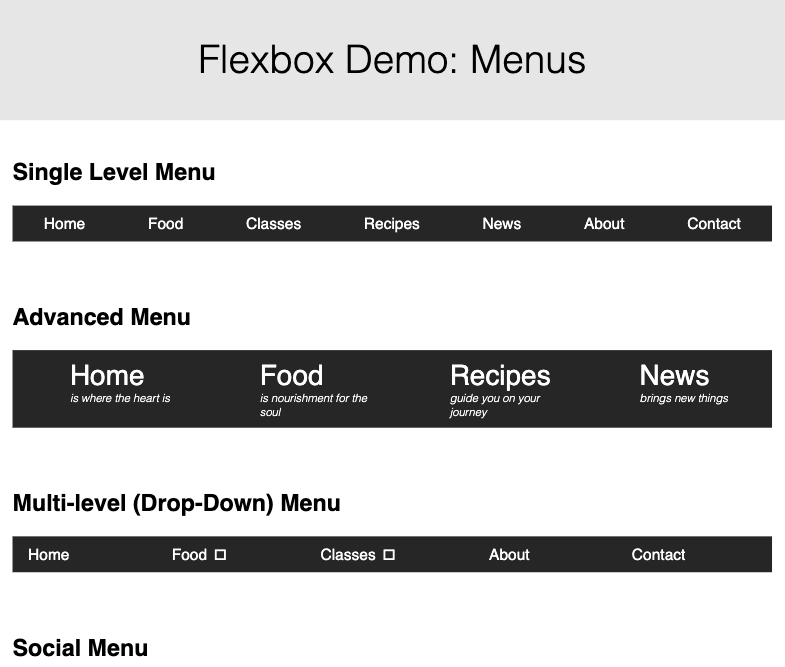 Flexbox Demo: Menus
Single Level Menu
Home Food Classes Recipes News About Contact
Advanced Menu
Home Food Recipes News
is where the heart is is nourishment for the soul guide you on your journey brings new things
Multi-level (Drop-Down) Menu
Home Food Classes About Contact
Social Menu